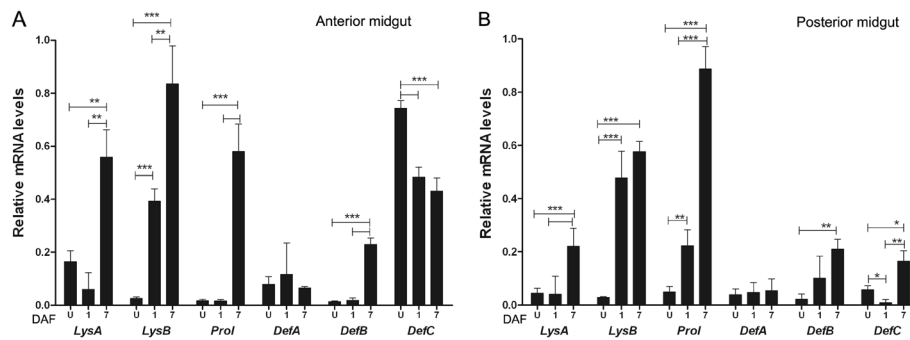 A
Anterior midgut
Relative mRNA levels
1.0
0.8
0.6
0.4
0.2
0.0
** ** *** *** ** *** *** ***
DAF
U 1 7 U 1 7 U 1 7 U 1 7 U 1 7 U 1 7
LysA LysB Prol DefA DefB DefC
B
Posterior midgut
Relative mRNA levels
1.0
0.8
0.6
0.4
0.2
0.0
*** *** *** ** *** *** ** * * **
DAF
U 1 7 U 1 7 U 1 7 U 1 7 U 1 7 U 1 7
LysA LysB Prol DefA DefB DefC